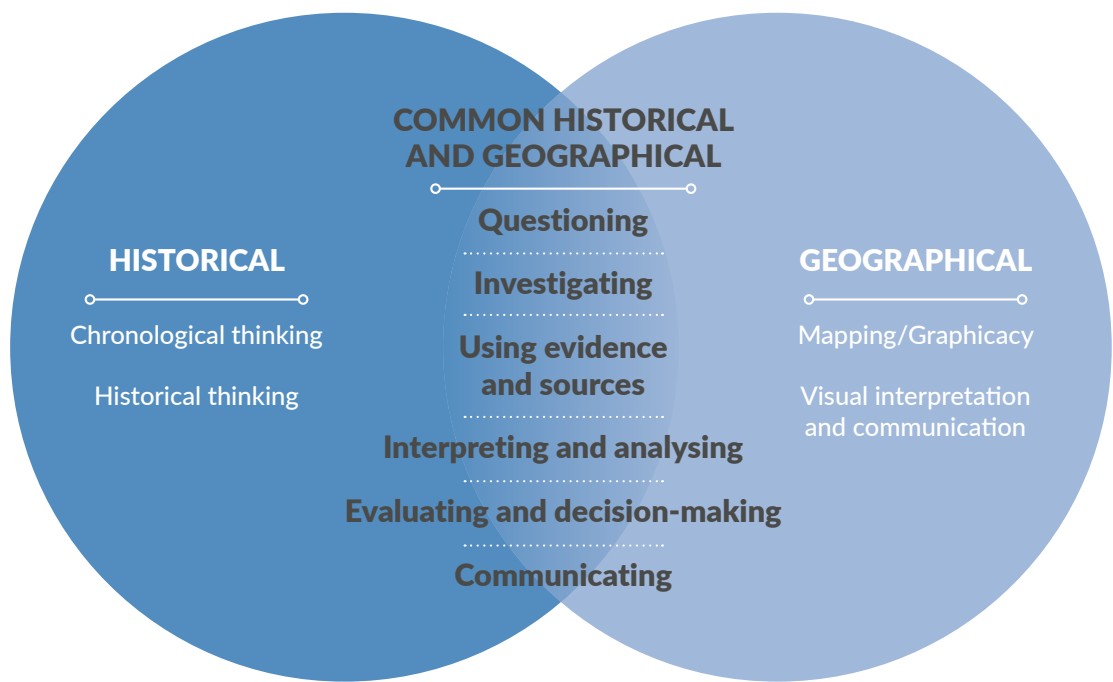 COMMON HISTORICAL
AND GEOGRAPHICAL
Questioning
Investigating
Using evidence
and sources
Interpreting and analysing
Evaluating and decision-making
Communicating
HISTORICAL
Chronological thinking
Historical thinking
GEOGRAPHICAL
Mapping/Graphicacy
Visual interpretation
and communication